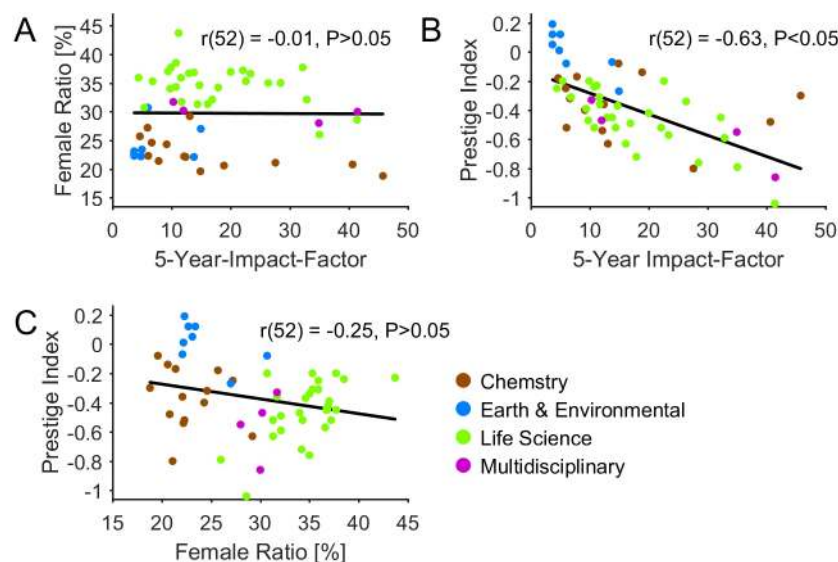 A
r(52) = -0.01, P>0.05
Female Ratio [%]
50
45
40
35
30
25
20
15
0 10 20 30 40 50
5-Year-Impact-Factor
B
r(52) = -0.63, P<0.05
Prestige Index
0.2
0
-0.2
-0.4
-0.6
-0.8
-1
0 10 20 30 40 50
5-Year Impact-Factor
C
r(52) = -0.25, P>0.05
Prestige Index
0.2
0
-0.2
-0.4
-0.6
-0.8
-1
15 20 25 30 35 40 45
Female Ratio [%]
Chemstry
Earth & Environmental
Life Science
Multidisciplinary